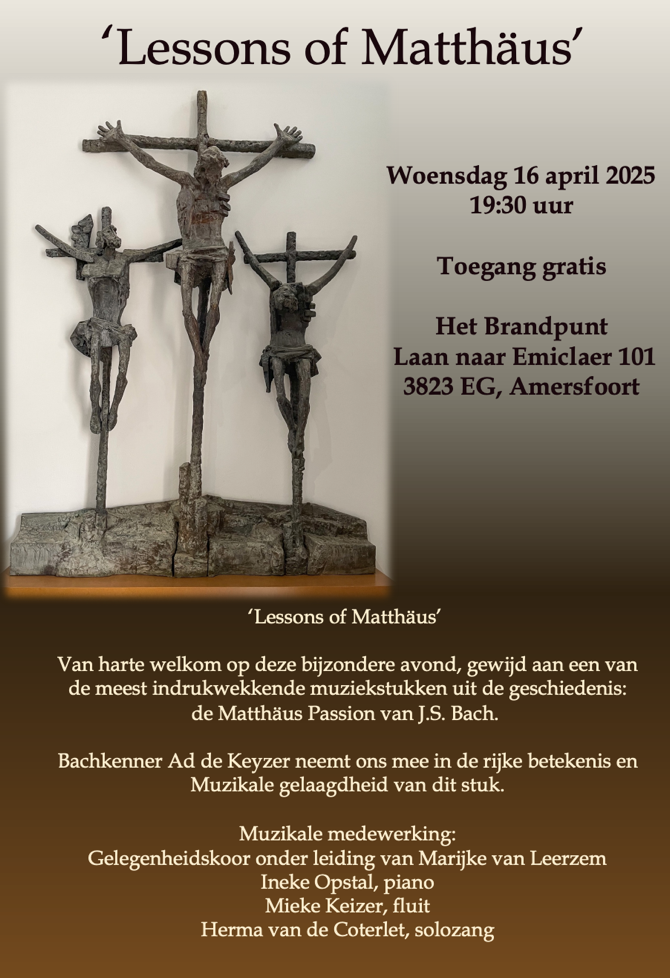 ‘Lessons of Matthäus’
Woensdag 16 april 2025
19:30 uur
Toegang gratis
Het Brandpunt
Laan naar Emiclaer 101
3823 EG, Amersfoort
‘Lessons of Matthäus’
Van harte welkom op deze bijzondere avond, gewijd aan een van
de meest indrukwekkende muziekstukken uit de geschiedenis:
de Matthäus Passion van J.S. Bach.
Bachkenner Ad de Keyzer neemt ons mee in de rijke betekenis en
Muzikale gelaagdheid van dit stuk.
Muzikale medewerking:
Gelegenheidskoor onder leiding van Marijke van Leerzem
Ineke Opstal, piano
Mieke Keizer, fluit
Herma van de Coterlet, solozang